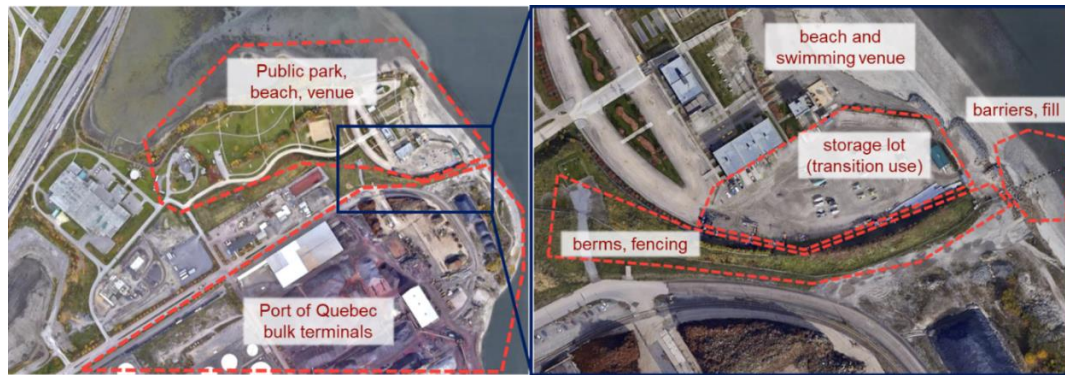 Public park,
beach, venue
Port of Quebec
bulk terminals
beach and
swimming venue
barriers, fill
storage lot
(transition use)
berms, fencing